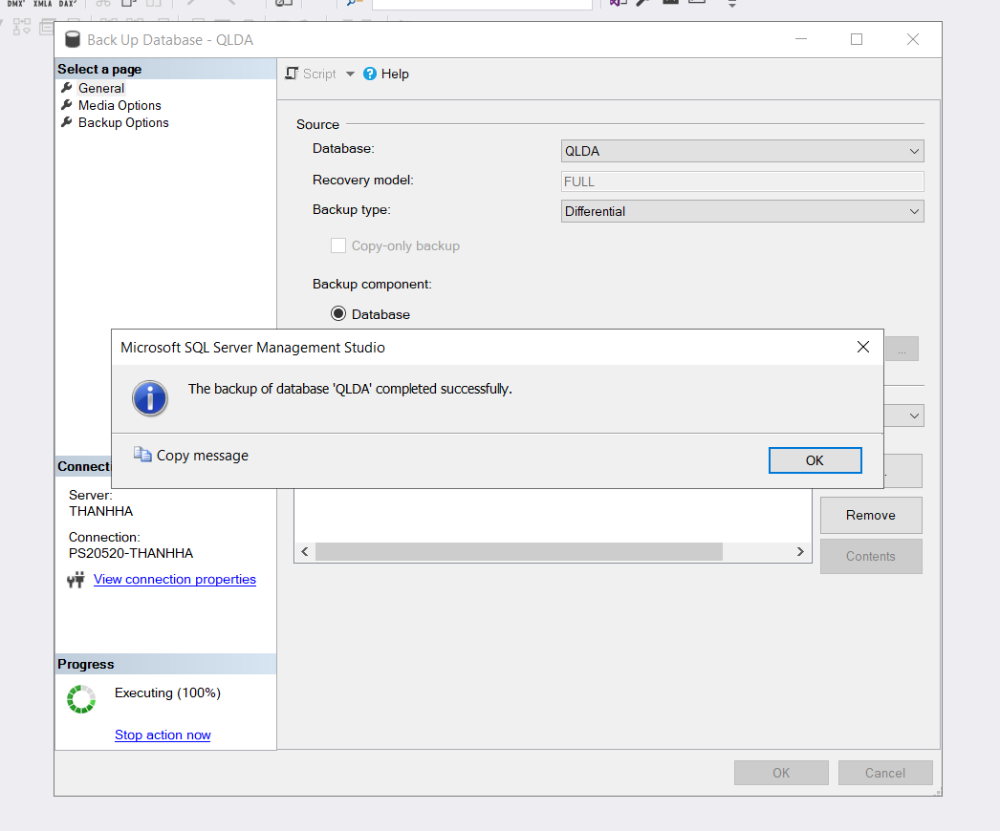 DMX XMLA DAX
Back Up Database - QLDA
Select a page
General
Media Options
Backup Options
Script
Help
Source
Database:
QLDA
Recovery model:
FULL
Backup type:
Differential
Copy-only backup
Backup component:
Database
...
Microsoft SQL Server Management Studio
The backup of database 'QLDA' completed successfully.
Copy message
OK
Connecti
Server:
THANHHA
Connection:
PS20520-THANHHA
View connection properties
Remove
Contents
Progress
Executing (100%)
Stop action now
OK
Cancel